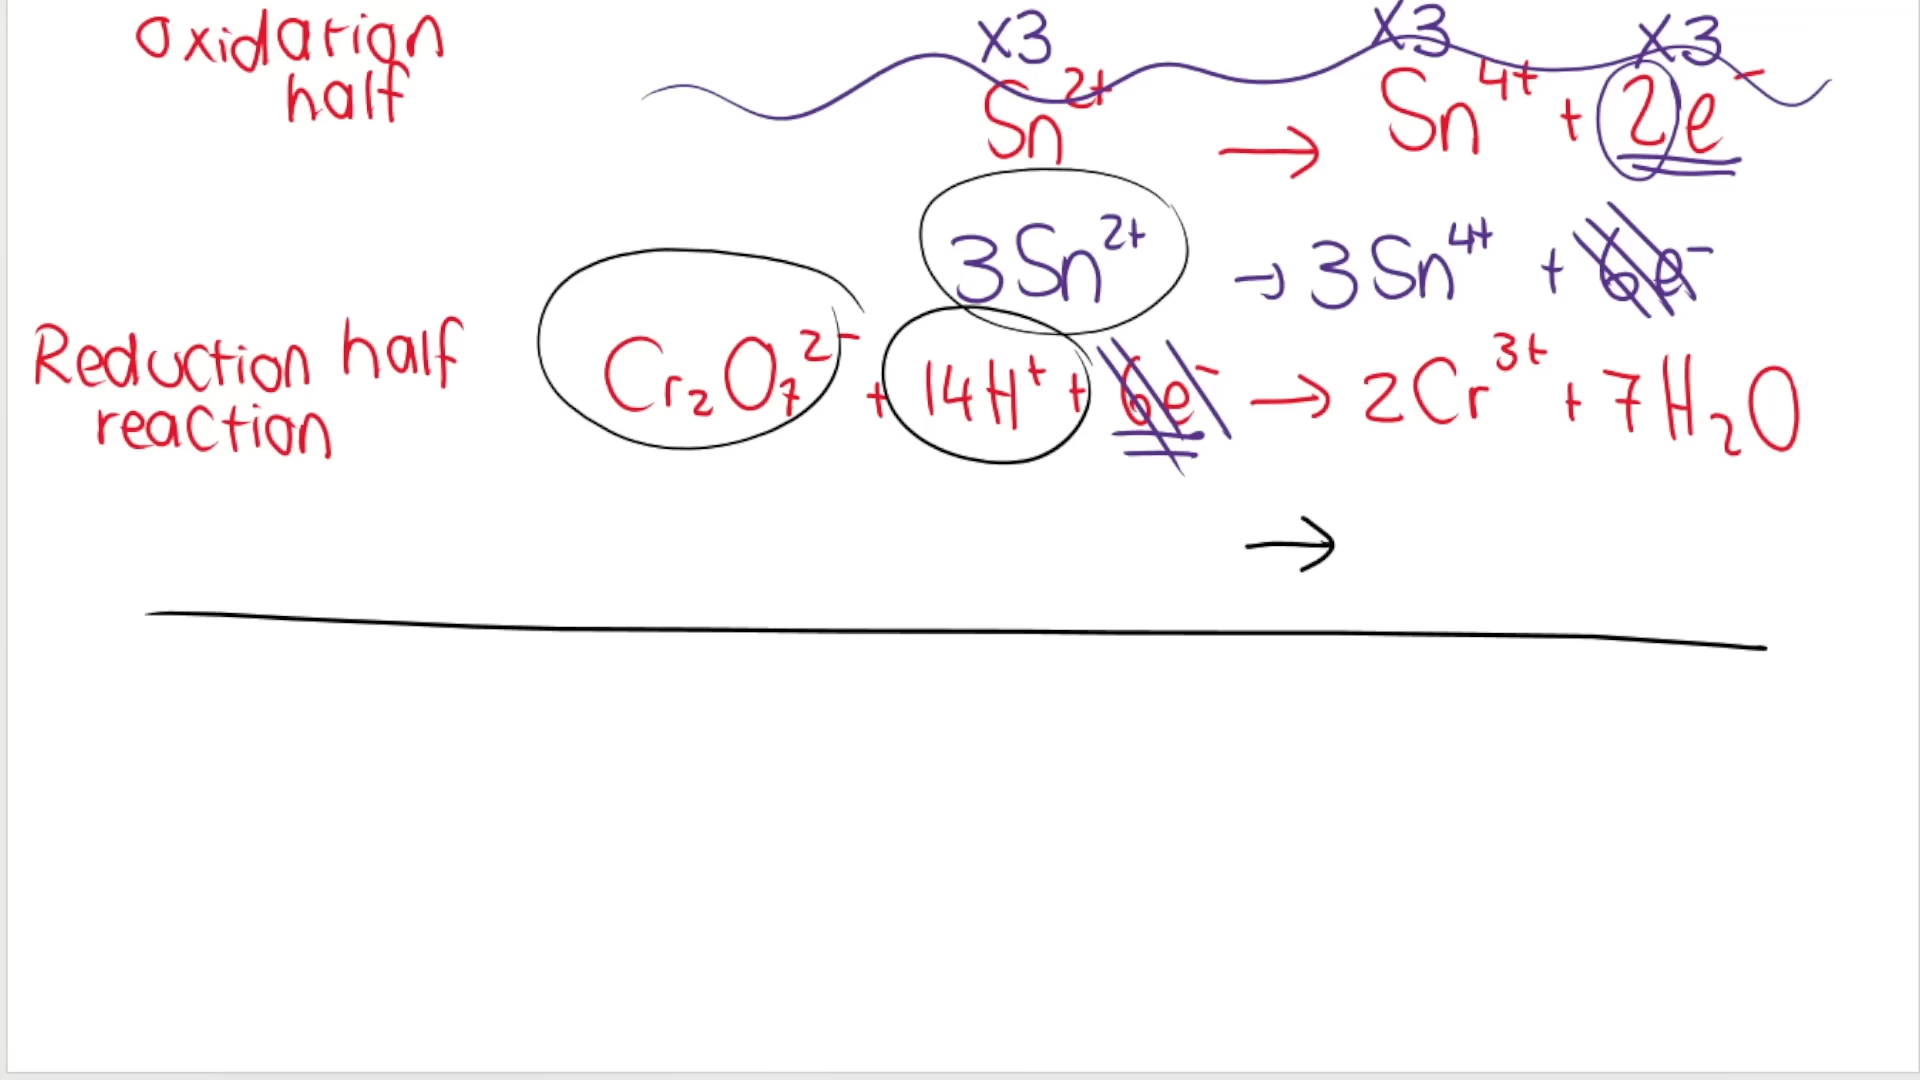 x3 x3 x3
Oxidation
half
Sn²⁺ → Sn⁴⁺ + 2e⁻
3Sn²⁺ → 3Sn⁴⁺ + 6e⁻
Reduction half
reaction
Cr₂O₇²⁻ + 14H⁺ + 6e⁻ → 2Cr³⁺ + 7H₂O
→